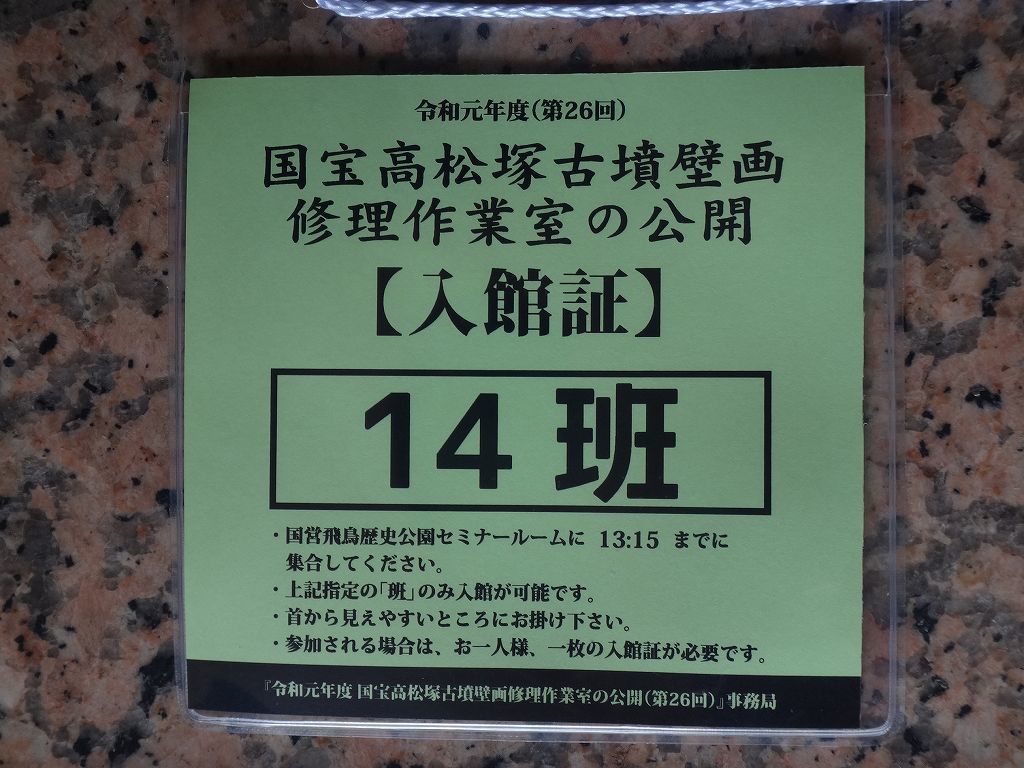 令和元年度(第26回)
国宝高松塚古墳壁画
修理作業室の公開
【入館証】
14 班
・国営飛鳥歴史公園セミナールームに 13:15 までに
集合してください。
・上記指定の「班」のみ入館が可能です。
・首から見えやすいところにお掛け下さい。
・参加される場合は、お一人様、一枚の入館証が必要です。
『令和元年度 国宝高松塚古墳壁画修理作業室の公開(第26回)』事務局